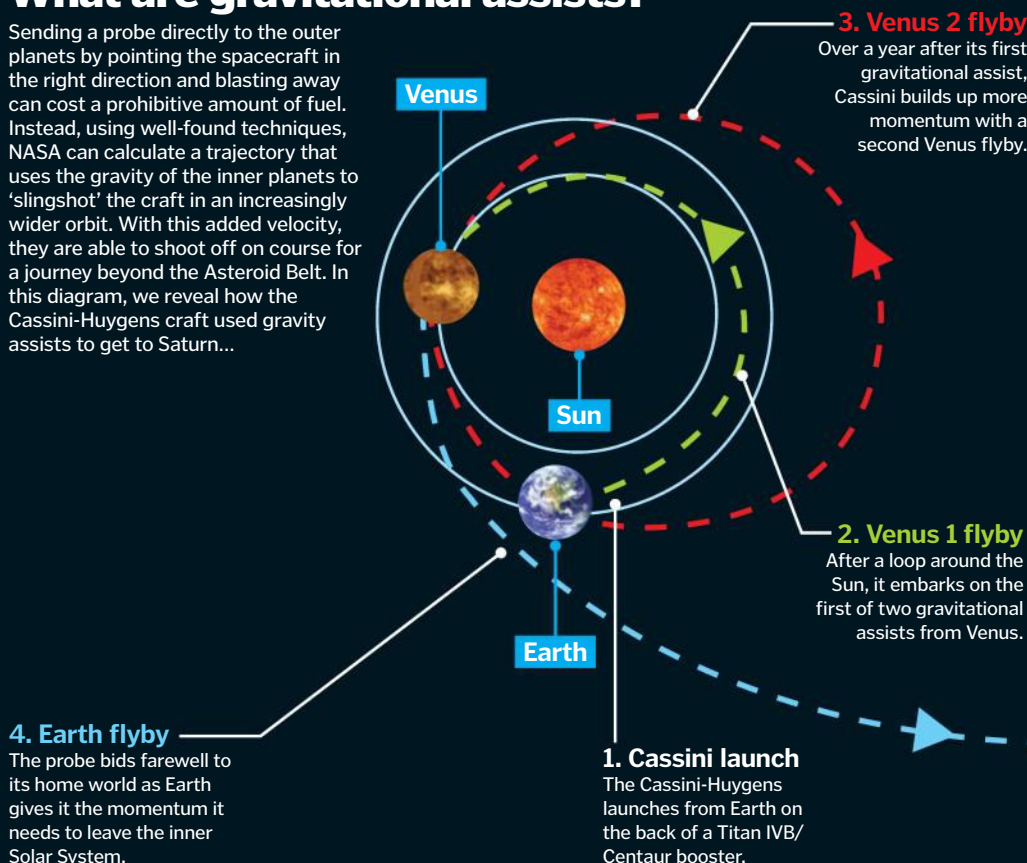 What are gravitational assists?
Sending a probe directly to the outer
planets by pointing the spacecraft in
the right direction and blasting away
can cost a prohibitive amount of fuel.
Instead, using well-found techniques,
NASA can calculate a trajectory that
uses the gravity of the inner planets to
‘slingshot’ the craft in an increasingly
wider orbit. With this added velocity,
they are able to shoot off on course for
a journey beyond the Asteroid Belt. In
this diagram, we reveal how the
Cassini-Huygens craft used gravity
assists to get to Saturn...
Venus
Sun
Earth
1. Cassini launch
The Cassini-Huygens
launches from Earth on
the back of a Titan IVB/
Centaur booster.
2. Venus 1 flyby
After a loop around the
Sun, it embarks on the
first of two gravitational
assists from Venus.
3. Venus 2 flyby
Over a year after its first
gravitational assist,
Cassini builds up more
momentum with a
second Venus flyby.
4. Earth flyby
The probe bids farewell to
its home world as Earth
gives it the momentum it
needs to leave the inner
Solar System.